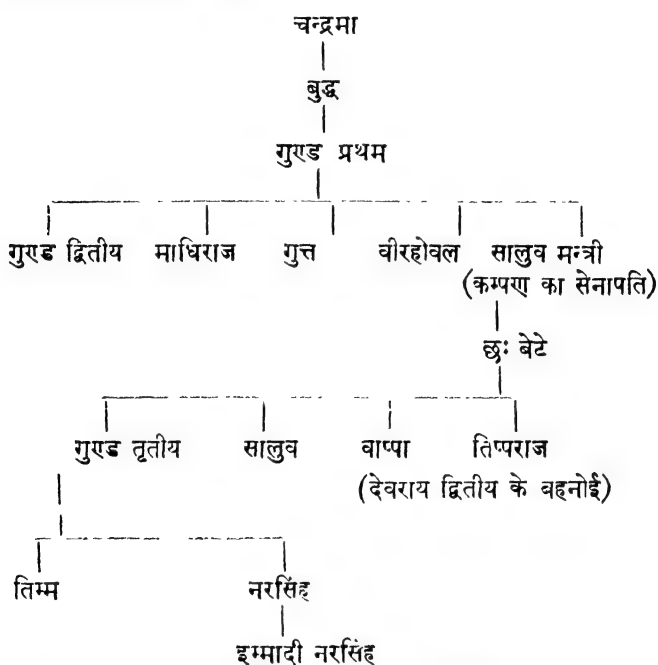 चन्द्रमा
बुद्ध
गुण्ड प्रथम
गुण्ड द्वितीय माधिराज गुत्त वीरहोवल सालुव मन्त्री
(कम्पण का सेनापति)
छः बेटे
गुण्ड तृतीय सालुव वाप्पा तिप्पराज
(देवराय द्वितीय के बहनोई)
तिम्म नरसिंह
इम्मादी नरसिंह